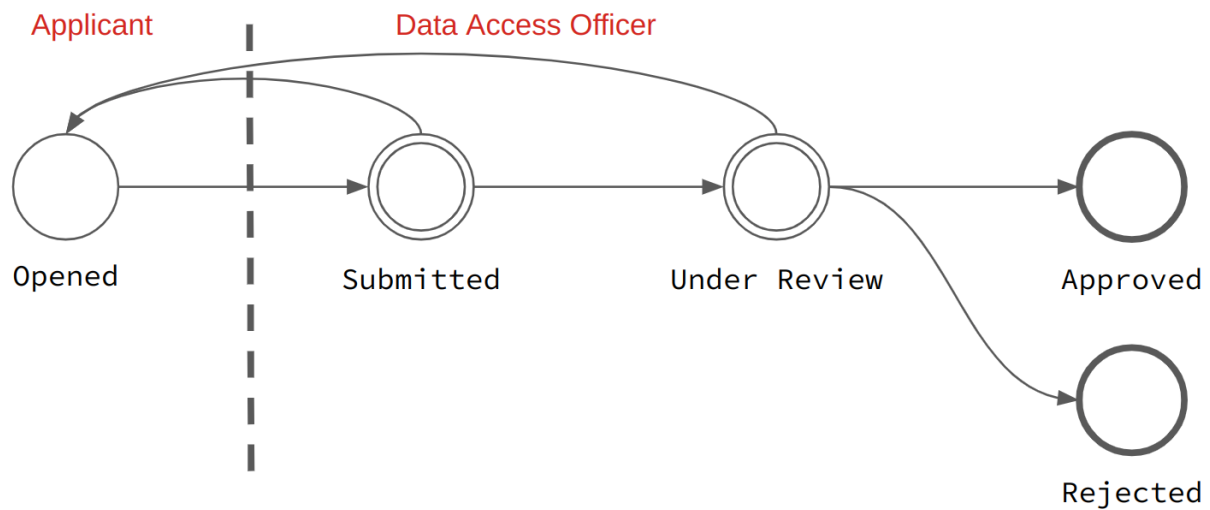 Applicant
Data Access Officer
Opened
Submitted
Under Review
Approved
Rejected